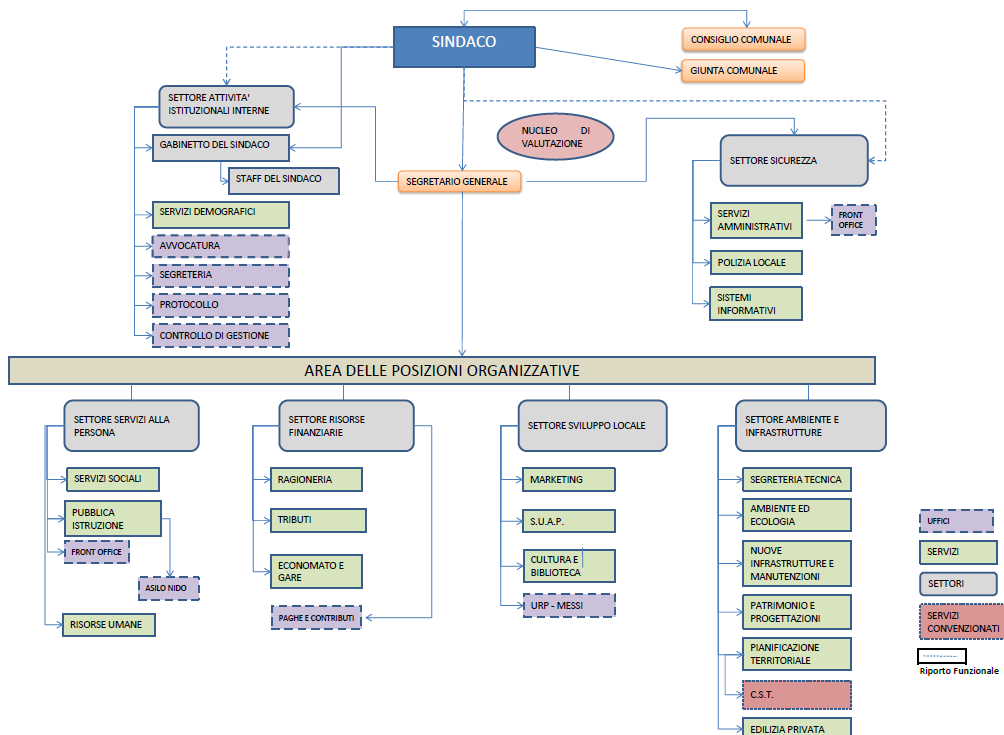 SINDACO
CONSIGLIO COMUNALE
GIUNTA COMUNALE
SETTORE ATTIVITA'
ISTITUZIONALI INTERNE
GABINETTO DEL SINDACO
STAFF DEL SINDACO
SERVIZI DEMOGRAFICI
AVVOCATURA
SEGRETERIA
PROTOCOLLO
CONTROLLO DI GESTIONE
NUCLEO DI
VALUTAZIONE
SEGRETARIO GENERALE
SETTORE SICUREZZA
SERVIZI
AMMINISTRATIVI
FRONT
OFFICE
POLIZIA LOCALE
SISTEMI
INFORMATIVI
AREA DELLE POSIZIONI ORGANIZZATIVE
SETTORE SERVIZI ALLA
PERSONA
SERVIZI SOCIALI
PUBBLICA
ISTRUZIONE
FRONT OFFICE
ASILO NIDO
RISORSE UMANE
SETTORE RISORSE
FINANZIARIE
RAGIONERIA
TRIBUTI
ECONOMATO E
GARE
PAGHE E CONTRIBUTI
SETTORE SVILUPPO LOCALE
MARKETING
S.U.A.P.
CULTURA E
BIBLIOTECA
URP - MESSI
SETTORE AMBIENTE E
INFRASTRUTTURE
SEGRETERIA TECNICA
AMBIENTE ED
ECOLOGIA
NUOVE
INFRASTRUTTURE E
MANUTENZIONI
PATRIMONIO E
PROGETTAZIONI
PIANIFICAZIONE
TERRITORIALE
C.S.T.
EDILIZIA PRIVATA
UFFICI
SERVIZI
SETTORI
SERVIZI
CONVENZIONATI
Riporto Funzionale